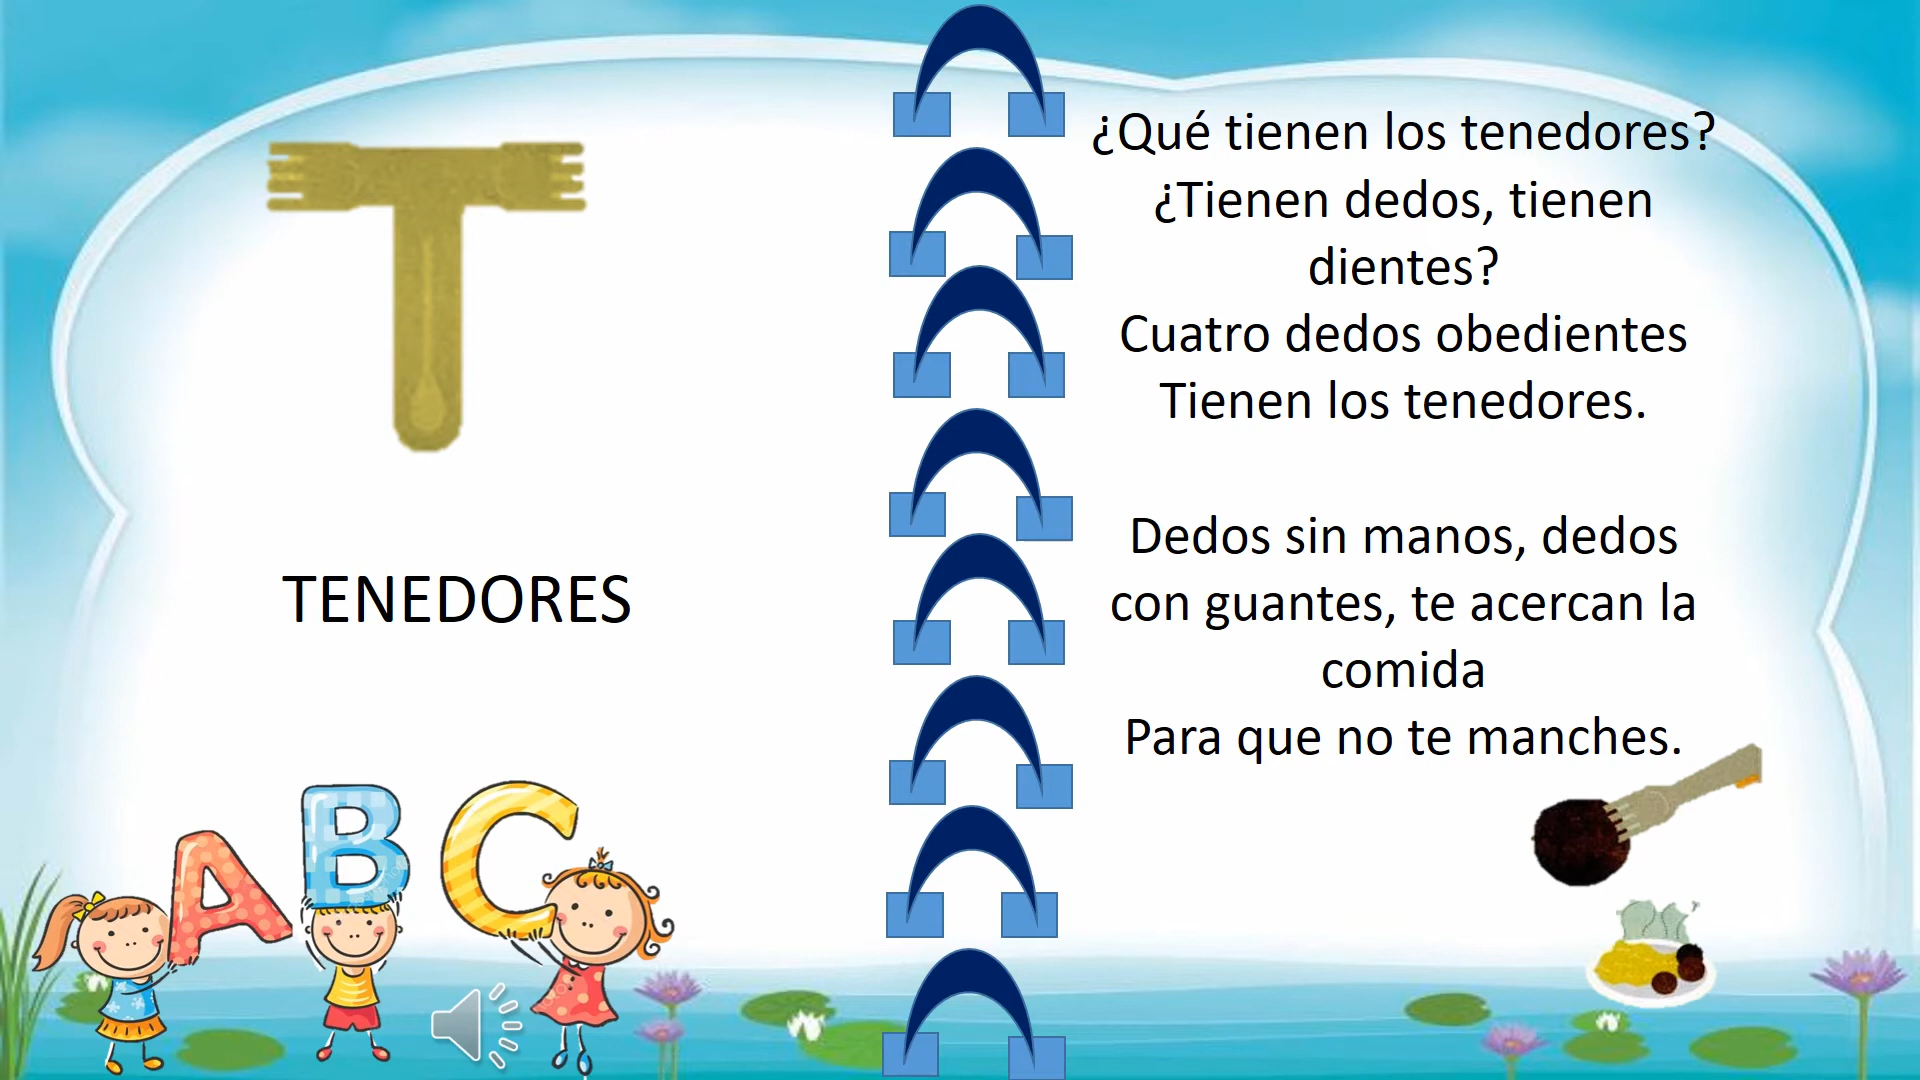 T
TENEDORES
A B C
¿Qué tienen los tenedores?
¿Tienen dedos, tienen
dientes?
Cuatro dedos obedientes
Tienen los tenedores.
Dedos sin manos, dedos
con guantes, te acercan la
comida
Para que no te manches.